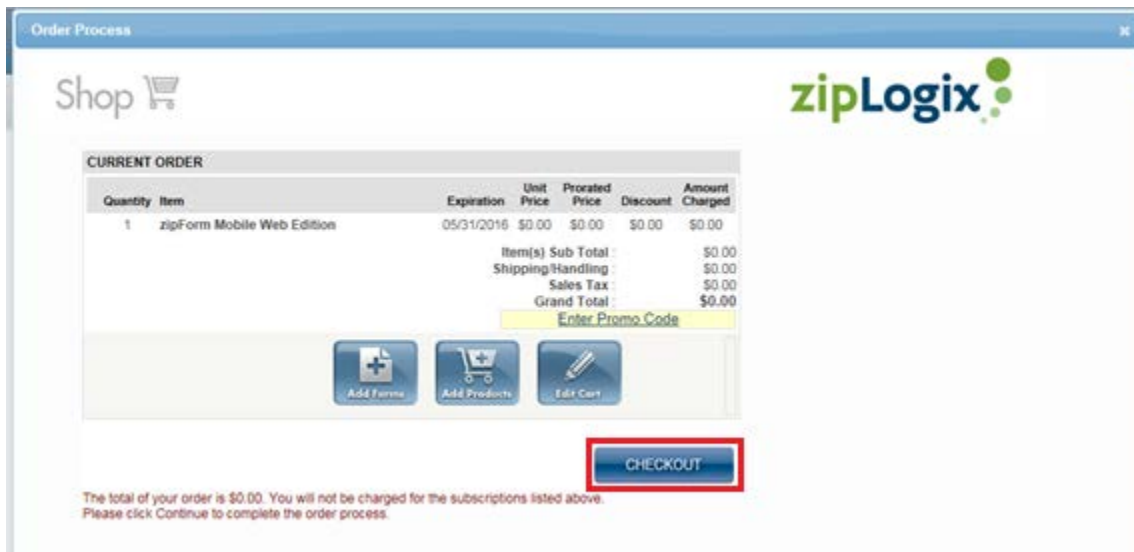 Order Process
Shop
zipLogix
CURRENT ORDER
Quantity Item Expiration Unit Price Prorated Price Discount Amount Charged
1 zipForm Mobile Web Edition 05/31/2016 $0.00 $0.00 $0.00 $0.00
Item(s) Sub Total : $0.00
Shipping/Handling : $0.00
Sales Tax : $0.00
Grand Total : $0.00
Enter Promo Code
Add Forms Add Products Edit Cart
CHECKOUT
The total of your order is $0.00. You will not be charged for the subscriptions listed above.
Please click Continue to complete the order process.